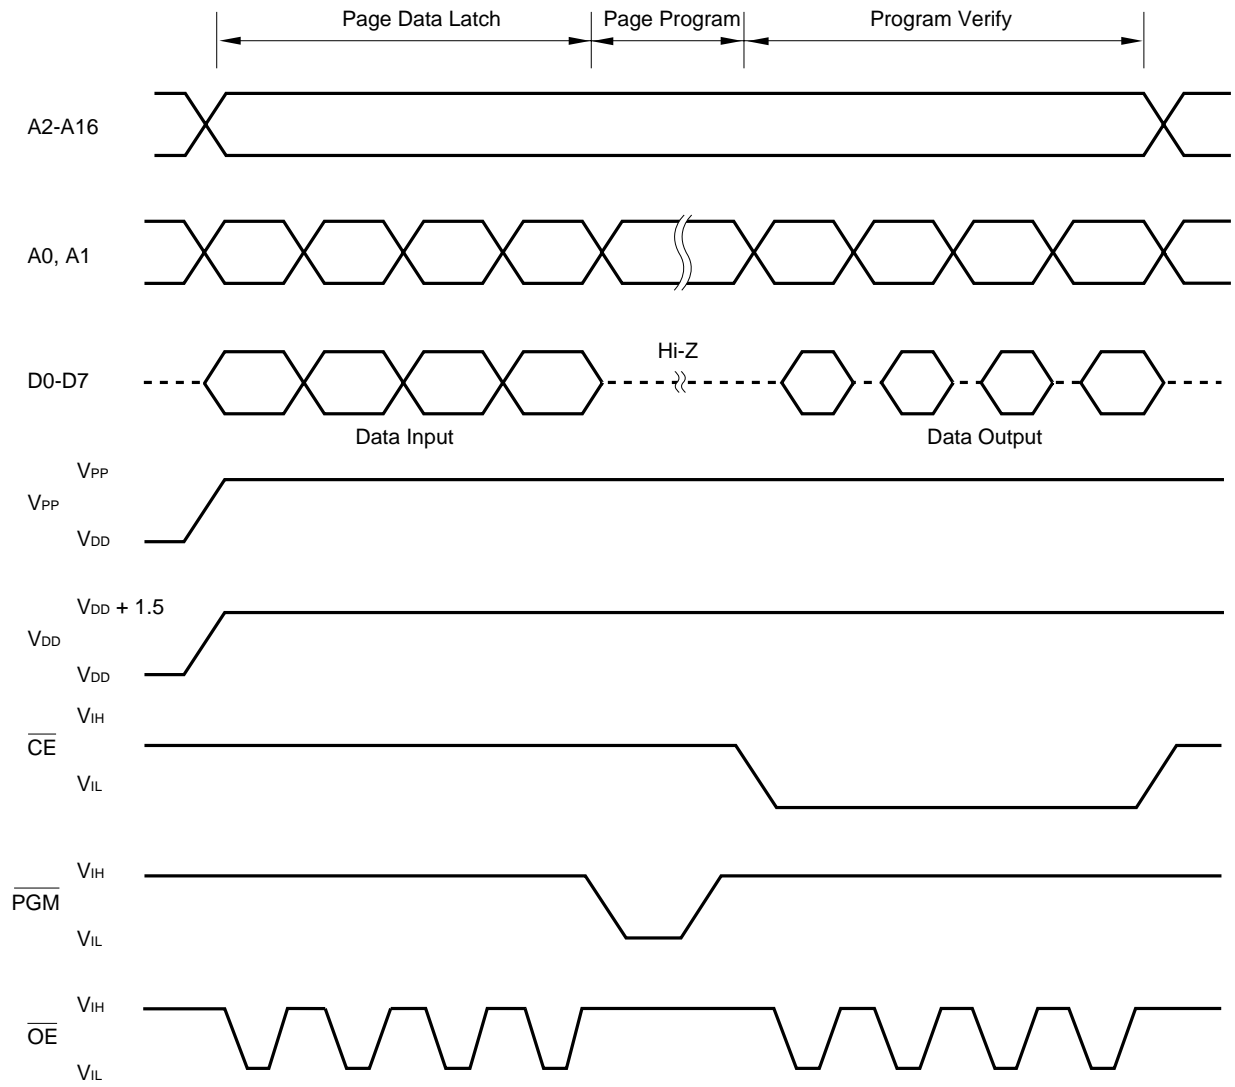 Page Data Latch
Page Program
Program Verify
A2-A16
A0, A1
D0-D7
Hi-Z
Data Input
Data Output
VPP
VPP
VDD
VDD + 1.5
VDD
VDD
VIH
CE
VIL
VIH
PGM
VIL
VIH
OE
VIL